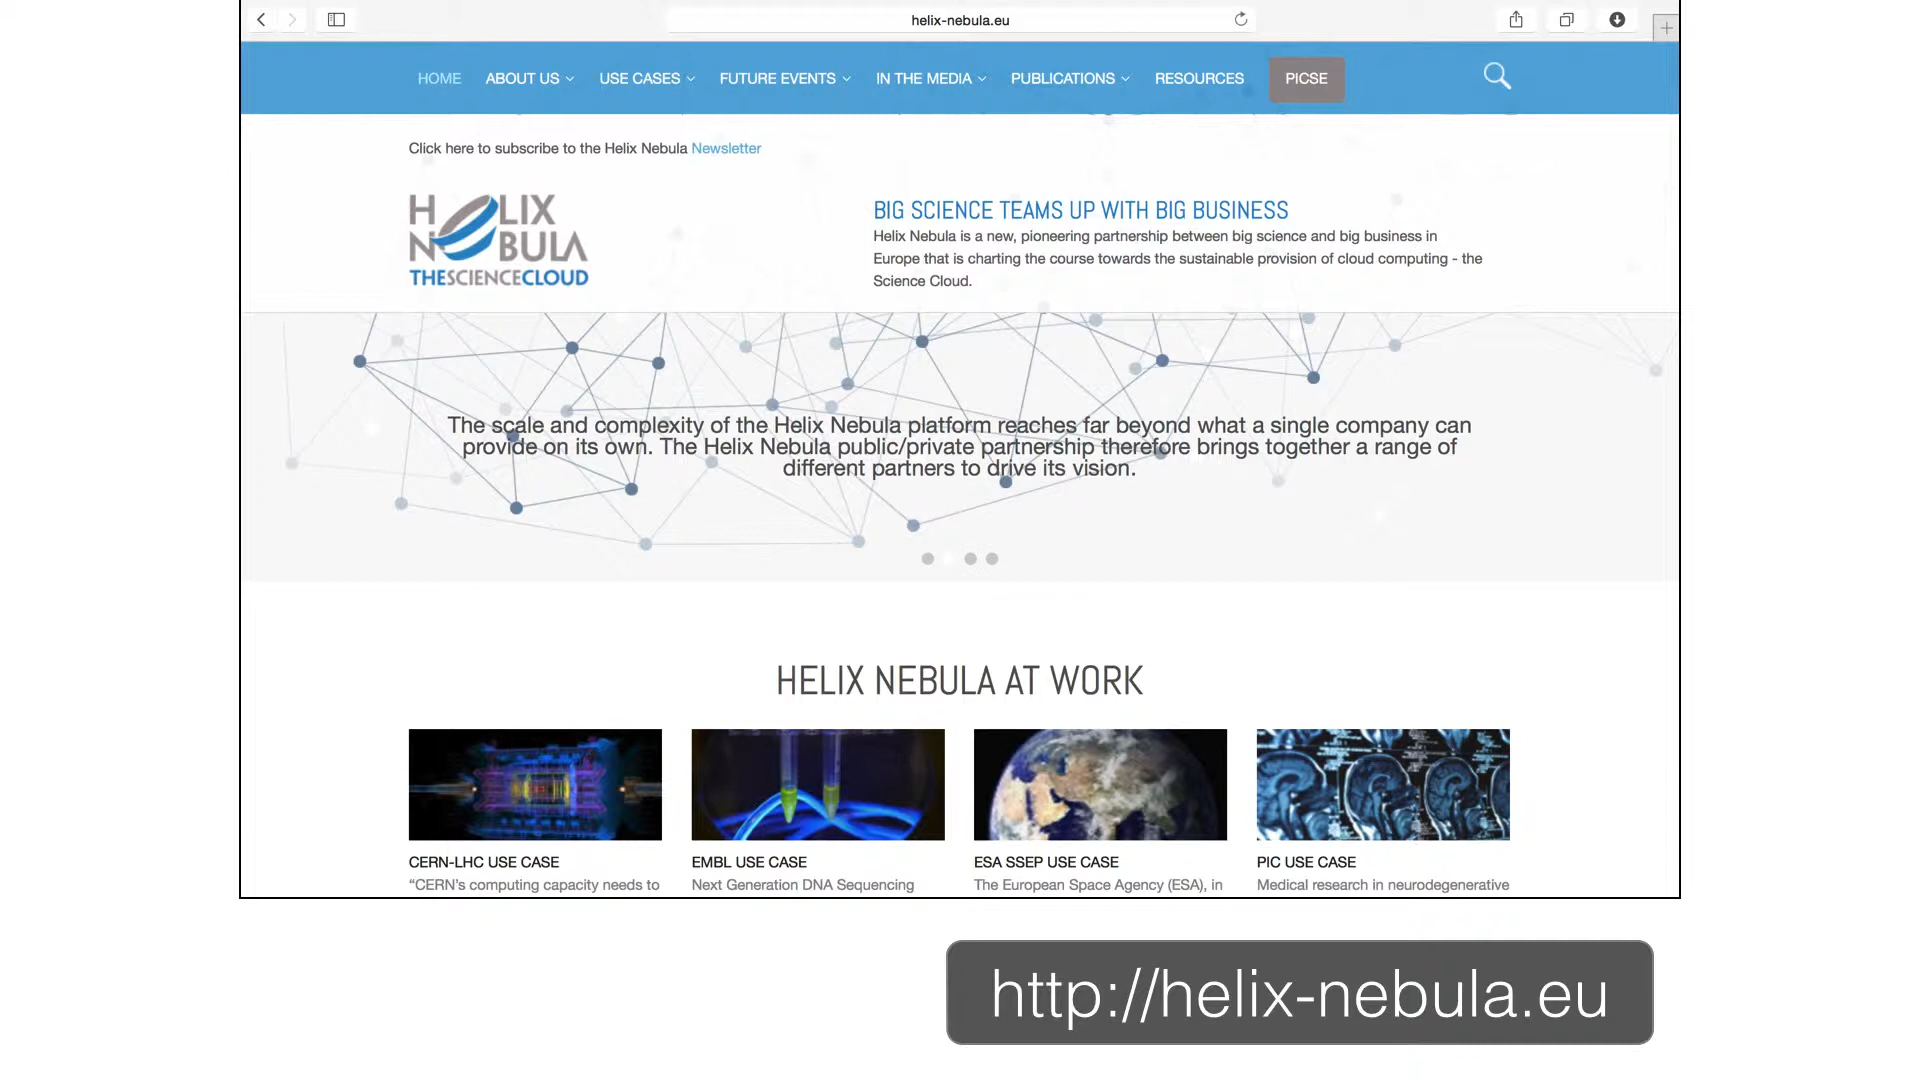 helix-nebula.eu
HOME ABOUT US USE CASES FUTURE EVENTS IN THE MEDIA PUBLICATIONS RESOURCES PICSE
Click here to subscribe to the Helix Nebula Newsletter
HELIX
NEBULA
THESCIENCECLOUD
BIG SCIENCE TEAMS UP WITH BIG BUSINESS
Helix Nebula is a new, pioneering partnership between big science and big business in
Europe that is charting the course towards the sustainable provision of cloud computing - the
Science Cloud.
The scale and complexity of the Helix Nebula platform reaches far beyond what a single company can
provide on its own. The Helix Nebula public/private partnership therefore brings together a range of
different partners to drive its vision.
HELIX NEBULA AT WORK
CERN-LHC USE CASE
“CERN’s computing capacity needs to
EMBL USE CASE
Next Generation DNA Sequencing
ESA SSEP USE CASE
The European Space Agency (ESA), in
PIC USE CASE
Medical research in neurodegenerative
http://helix-nebula.eu